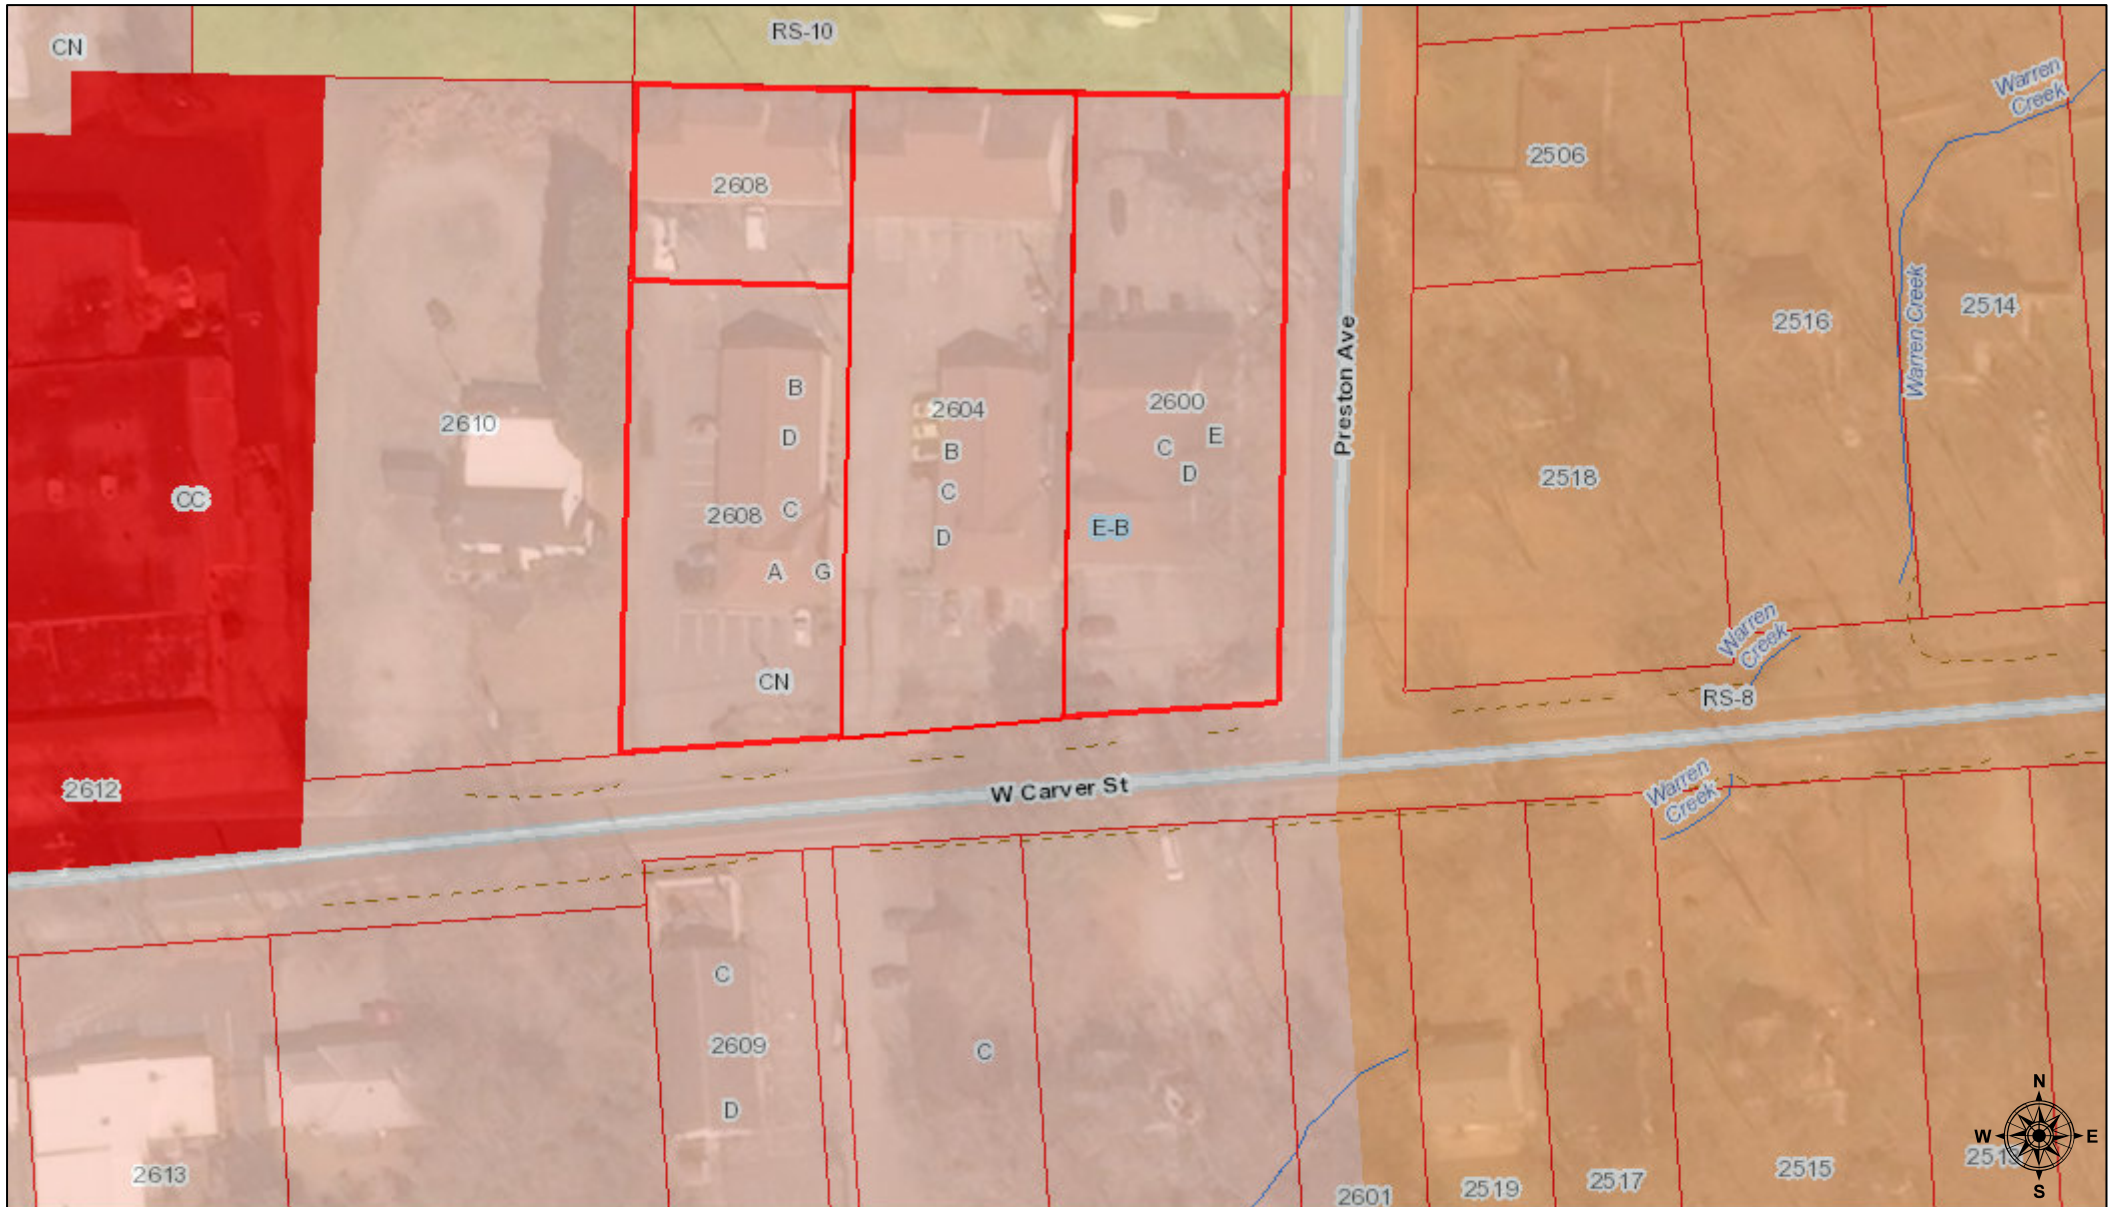 CN
RS-10
Warren
Creek
2608
2506
Warren Creek
2514
2516
Preston Ave
B
2604
2600
2610
D
B
C
E
D
2518
CC
2608
C
C
E-B
D
A
G
CN
Warren
Creek
RS-8
2612
W Carver St
Warren
Creek
C
2609
C
D
N
W
E
S
2613
2601
2519
2517
2515